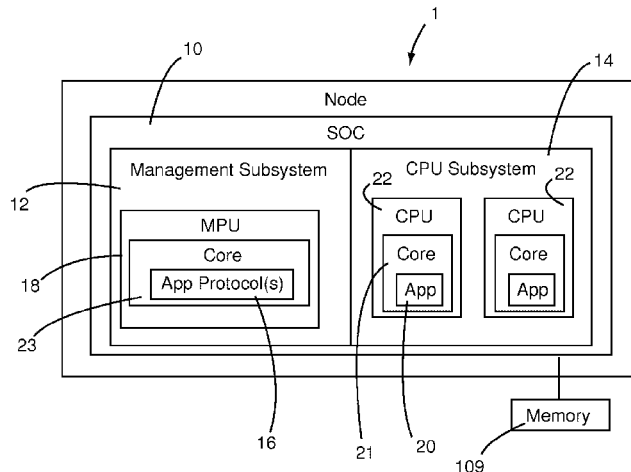 1
10
14
Node
SOC
Management Subsystem
CPU Subsystem
12
22
22
MPU
CPU
CPU
Core
Core
Core
18
App Protocol(s)
App
App
23
16
21
20
Memory
109